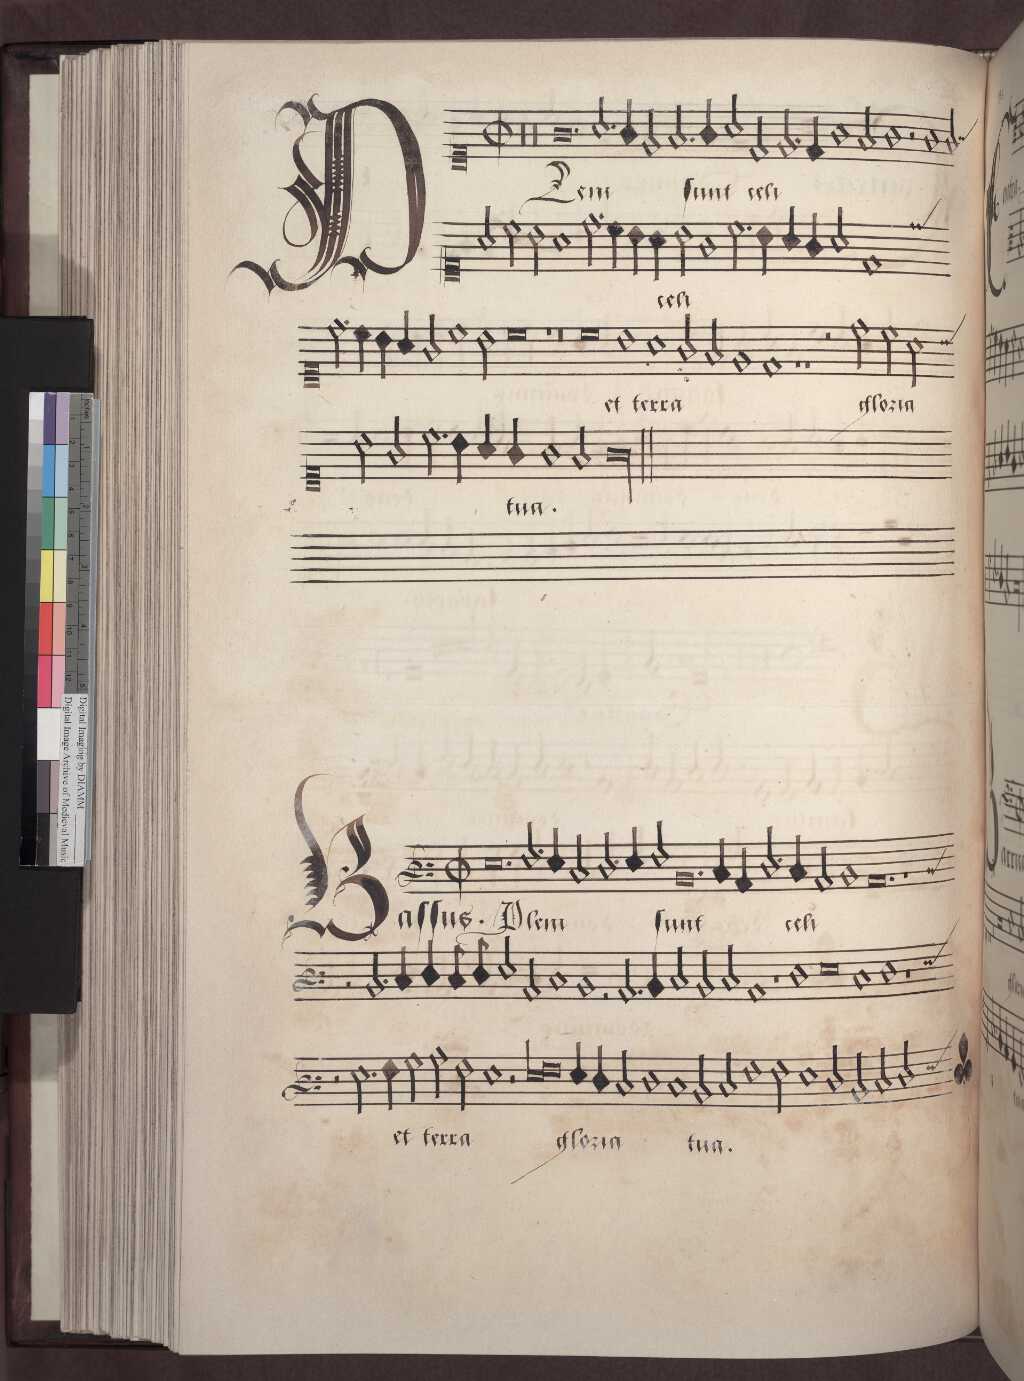 Plem sunt celi
celi
et terra gloria
tua.
Bassus. Plem sunt celi
et terra gloria tua.
Digital Imaging by DIAMM
Digital Image Archive of Medieval Music